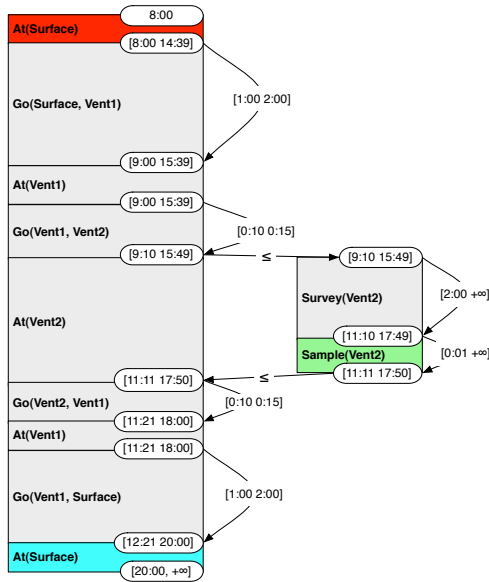 8:00
At(Surface)
[8:00 14:39]
[1:00 2:00]
Go(Surface, Vent1)
[9:00 15:39]
At(Vent1)
[9:00 15:39]
Go(Vent1, Vent2)
[0:10 0:15]
[9:10 15:49]
≤
[9:10 15:49]
Survey(Vent2)
[2:00 +∞]
At(Vent2)
[11:10 17:49]
Sample(Vent2)
[0:01 +∞]
[11:11 17:50]
≤
[11:11 17:50]
Go(Vent2, Vent1)
[0:10 0:15]
[11:21 18:00]
At(Vent1)
[11:21 18:00]
Go(Vent1, Surface)
[1:00 2:00]
[12:21 20:00]
At(Surface)
[20:00, +∞]